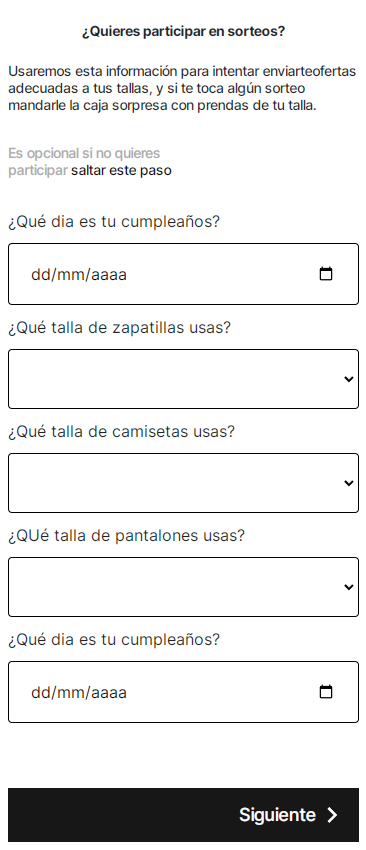 ¿Quieres participar en sorteos?
Usaremos esta información para intentar enviarteofertas
adecuadas a tus tallas, y si te toca algún sorteo
mandarle la caja sorpresa con prendas de tu talla.
Es opcional si no quieres
participar saltar este paso
¿Qué dia es tu cumpleaños?
dd/mm/aaaa
¿Qué talla de zapatillas usas?
¿Qué talla de camisetas usas?
¿QUé talla de pantalones usas?
¿Qué dia es tu cumpleaños?
dd/mm/aaaa
Siguiente